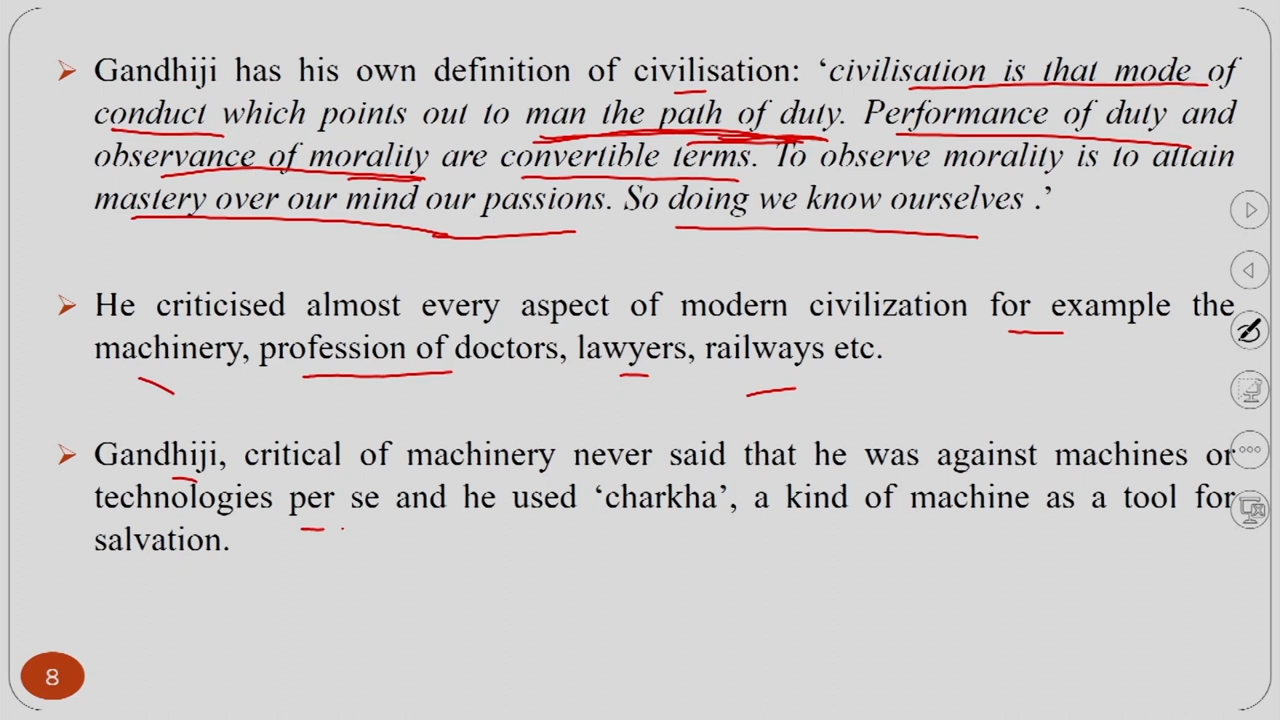 Gandhiji has his own definition of civilisation: ‘civilisation is that mode of
conduct which points out to man the path of duty. Performance of duty and
observance of morality are convertible terms. To observe morality is to attain
mastery over our mind our passions. So doing we know ourselves .’
He criticised almost every aspect of modern civilization for example the
machinery, profession of doctors, lawyers, railways etc.
Gandhiji, critical of machinery never said that he was against machines or
technologies per se and he used ‘charkha’, a kind of machine as a tool for
salvation.
8